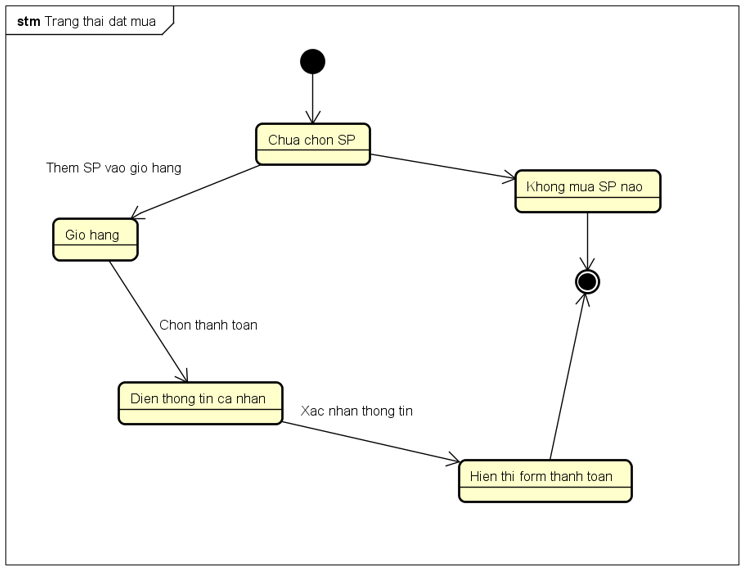 stm Trang thai dat mua
Chua chon SP
Them SP vao gio hang
Khong mua SP nao
Gio hang
Chon thanh toan
Dien thong tin ca nhan
Xac nhan thong tin
Hien thi form thanh toan